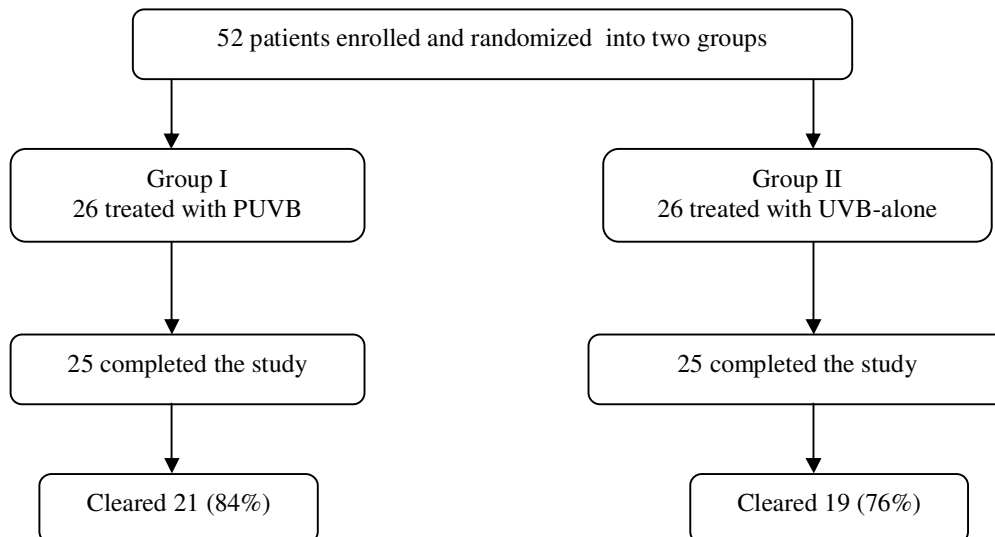 52 patients enrolled and randomized into two groups
Group I
26 treated with PUVB
Group II
26 treated with UVB-alone
25 completed the study
25 completed the study
Cleared 21 (84%)
Cleared 19 (76%)